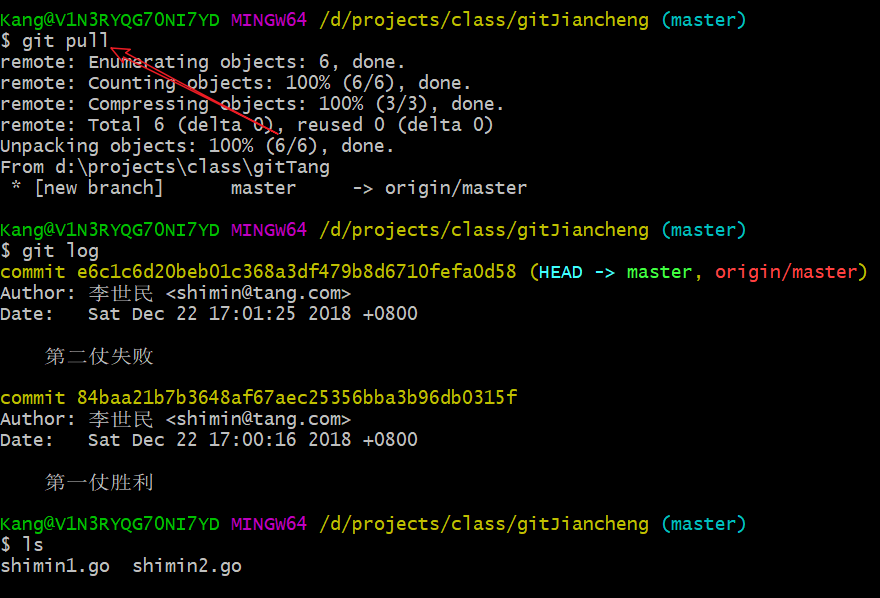 Kang@V1N3RYQG7ONI7YD MINGW64 /d/projects/class/gitJiancheng (master)
$ git pull
remote: Enumerating objects: 6, done.
remote: Counting objects: 100% (6/6), done.
remote: Compressing objects: 100% (3/3), done.
remote: Total 6 (delta 0), reused 0 (delta 0)
Unpacking objects: 100% (6/6), done.
From d:\projects\class\gitTang
 * [new branch]      master     -> origin/master
Kang@V1N3RYQG7ONI7YD MINGW64 /d/projects/class/gitJiancheng (master)
$ git log
commit e6c1c6d20beb01c368a3df479b8d6710fefa0d58 (HEAD -> master, origin/master)
Author: 李世民 <shimin@tang.com>
Date:   Sat Dec 22 17:01:25 2018 +0800
第二仗失败
commit 84baa21b7b3648af67aec25356bba3b96db0315f
Author: 李世民 <shimin@tang.com>
Date:   Sat Dec 22 17:00:16 2018 +0800
第一仗胜利
Kang@V1N3RYQG7ONI7YD MINGW64 /d/projects/class/gitJiancheng (master)
$ ls
shimin1.go  shimin2.go